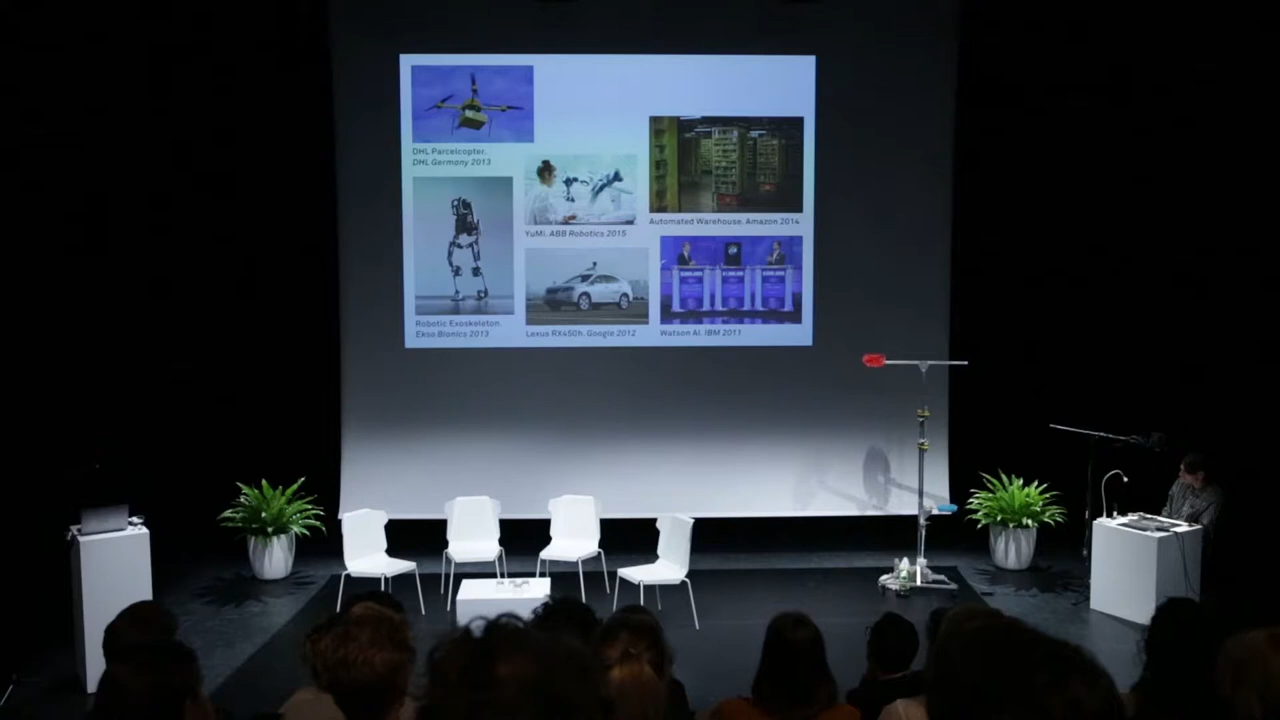 DHL Parcelcopter.
DHL Germany 2013
Automated Warehouse. Amazon 2014
YuMi. ABB Robotics 2015
Robotic Exoskeleton.
Ekso Bionics 2013
Lexus RX450h. Google 2012
Watson AI. IBM 2011